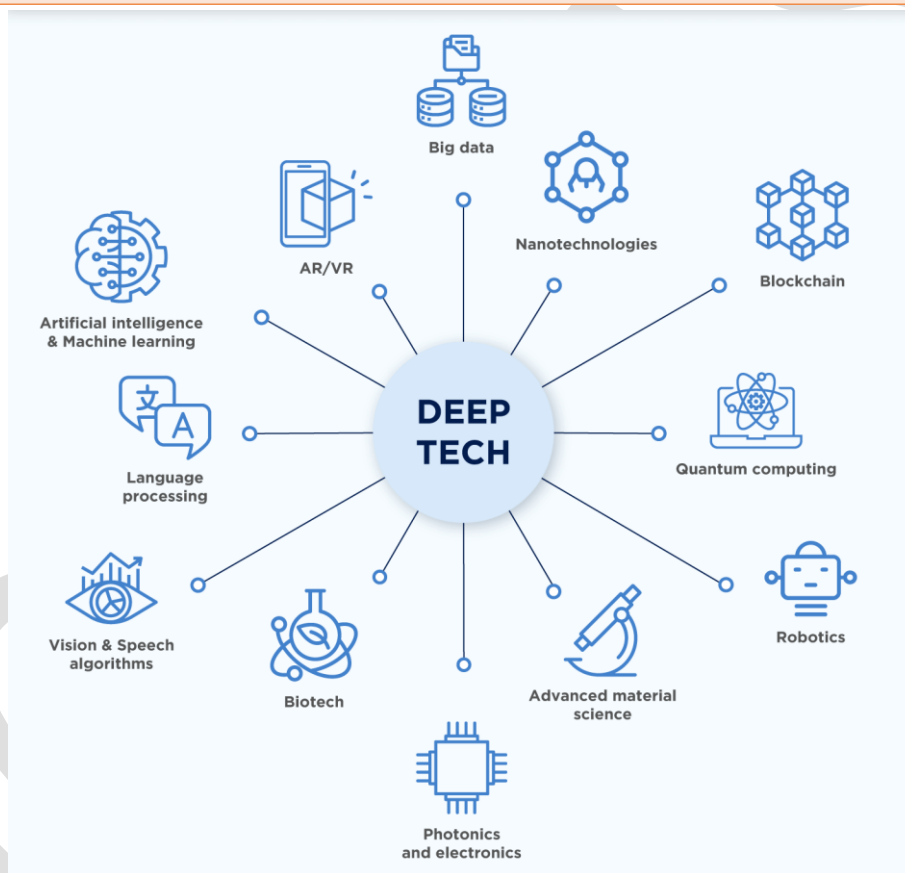 Big data
Nanotechnologies
Blockchain
AR/VR
Artificial intelligence
& Machine learning
DEEP
TECH
文
A
Language
processing
Quantum computing
Vision & Speech
algorithms
Biotech
Advanced material
science
Robotics
Photonics
and electronics